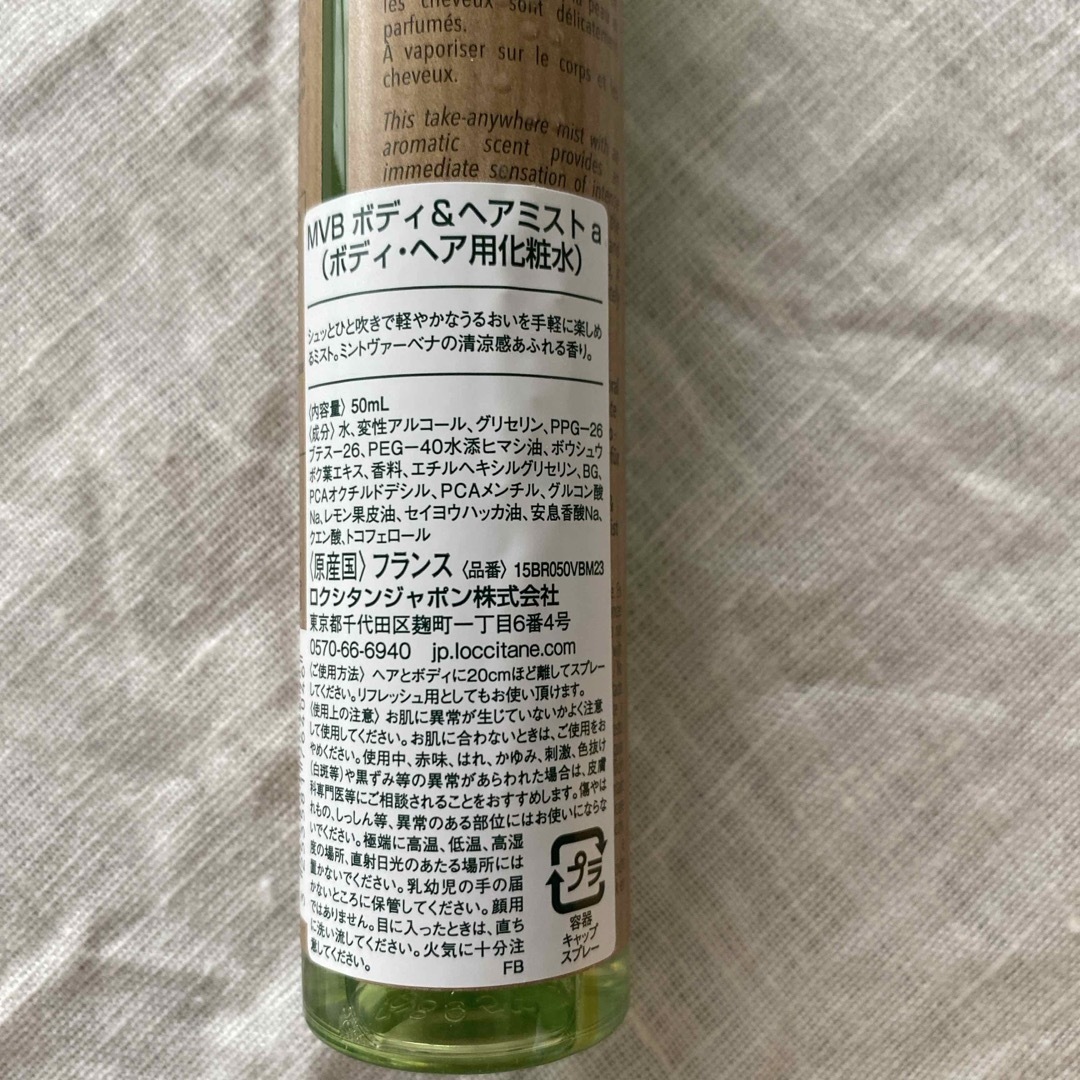 les cheveux sont délicatement
parfumés.
À vaporiser sur le corps et
cheveux.
This take-anywhere mist with
aromatic scent provides
immediate sensation of
MVB ボディ&ヘアミスト a
(ボディ・ヘア用化粧水)
シュッとひと吹きで軽やかなうるおいを手軽に楽しめ
るミスト。ミントヴァーベナの清涼感あふれる香り。
〈内容量〉 50mL
〈成分〉 水、変性アルコール、グリセリン、PPG-26
ブテス-26、PEG-40水添ヒマシ油、ボウシュウ
ボク葉エキス、香料、エチルヘキシルグリセリン、BG、
PCAオクチルドデシル、PCAメンチル、グルコン酸
Na、レモン果皮油、セイヨウハッカ油、安息香酸Na、
クエン酸、トコフェロール
〈原産国〉 フランス 〈品番〉 15BR050VBM23
ロクシタンジャポン株式会社
東京都千代田区麹町一丁目6番4号
0570-66-6940 jp.loccitane.com
〈ご使用方法〉 ヘアとボディに20cmほど離してスプレー
してください。リフレッシュ用としてもお使い頂けます。
〈使用上の注意〉 お肌に異常が生じていないかよく注意
して使用してください。お肌に合わないときは、ご使用をお
やめください。使用中、赤味、はれ、かゆみ、刺激、色抜け
(白斑等)や黒ずみ等の異常があらわれた場合は、皮膚
科専門医等にご相談されることをおすすめします。傷やは
れもの、しっしん等、異常のある部位にはお使いにならな
いでください。極端に高温、低温、高湿
度の場所、直射日光のあたる場所には
置かないでください。乳幼児の手の届
かないところに保管してください。顔用
ではありません。目に入ったときは、直ち
に洗い流してください。火気に十分注
意してください。
FB
プラ
容器
キャップ
スプレー